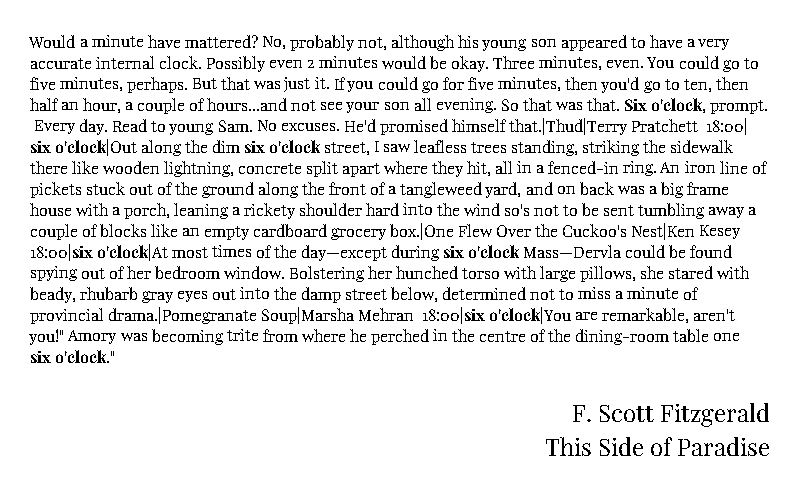 Would a minute have mattered? No, probably not, although his young son appeared to have a very
accurate internal clock. Possibly even 2 minutes would be okay. Three minutes, even. You could go to
five minutes, perhaps. But that was just it. If you could go for five minutes, then you'd go to ten, then
half an hour, a couple of hours...and not see your son all evening. So that was that. Six o'clock, prompt.
Every day. Read to young Sam. No excuses. He'd promised himself that.|Thud|Terry Pratchett 18:00|
six o'clock|Out along the dim six o'clock street, I saw leafless trees standing, striking the sidewalk
there like wooden lightning, concrete split apart where they hit, all in a fenced-in ring. An iron line of
pickets stuck out of the ground along the front of a tangleweed yard, and on back was a big frame
house with a porch, leaning a rickety shoulder hard into the wind so's not to be sent tumbling away a
couple of blocks like an empty cardboard grocery box.|One Flew Over the Cuckoo's Nest|Ken Kesey
18:00|six o'clock|At most times of the day—except during six o'clock Mass—Dervla could be found
spying out of her bedroom window. Bolstering her hunched torso with large pillows, she stared with
beady, rhubarb gray eyes out into the damp street below, determined not to miss a minute of
provincial drama.|Pomegranate Soup|Marsha Mehran 18:00|six o'clock|You are remarkable, aren't
you!" Amory was becoming trite from where he perched in the centre of the dining-room table one
six o'clock."
F. Scott Fitzgerald
This Side of Paradise